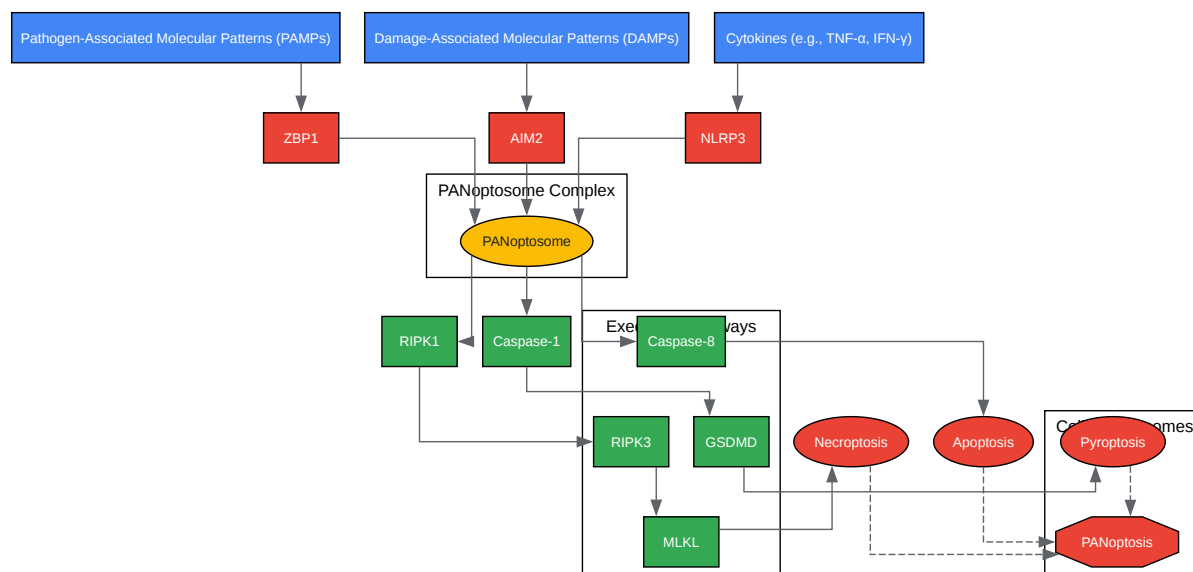 Pathogen-Associated Molecular Patterns (PAMPs)
Damage-Associated Molecular Patterns (DAMPs)
Cytokines (e.g., TNF-α, IFN-γ)
ZBP1
AIM2
NLRP3
PANoptosome Complex
PANoptosome
RIPK1
Caspase-1
Caspase-8
RIPK3
GSDMD
Necroptosis
Apoptosis
Pyroptosis
MLKL
PANoptosis